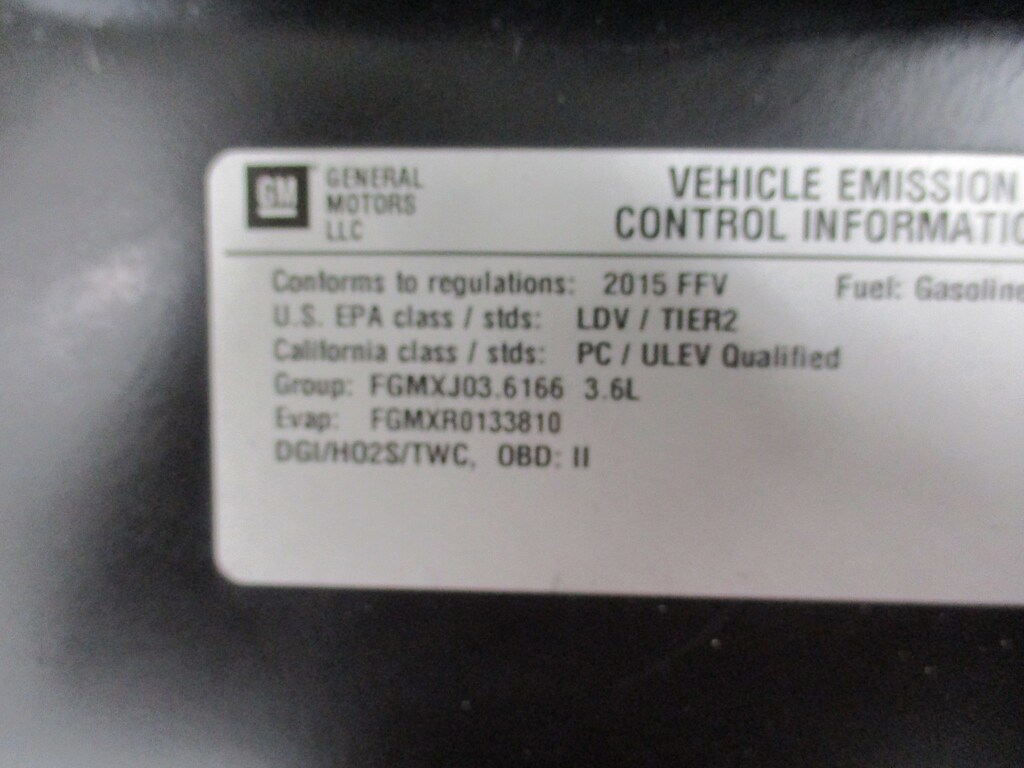 GM GENERAL MOTORS LLC
VEHICLE EMISSION
CONTROL INFORMATIO
Conforms to regulations: 2015 FFV Fuel: Gasoline
U.S. EPA class / stds: LDV / TIER2
California class / stds: PC / ULEV Qualified
Group: FGMXJ03.6166 3.6L
Evap: FGMXR0133810
DGI/HO2S/TWC, OBD: II